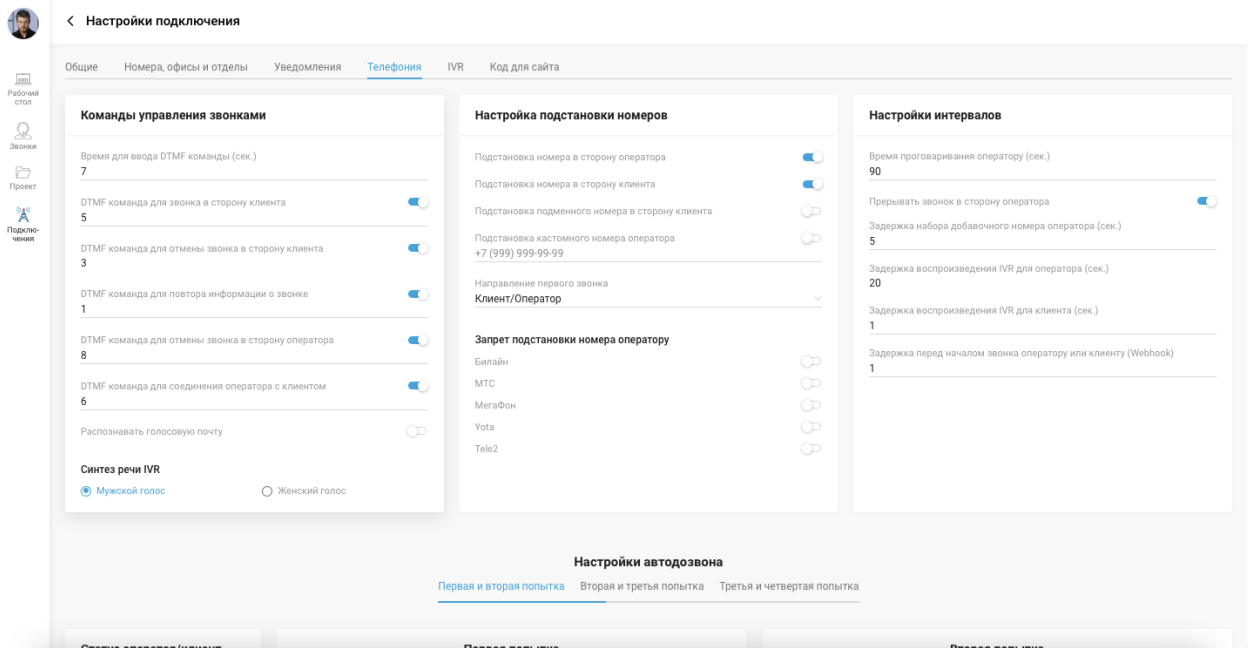 Настройки подключения
Общие
Номера, офисы и отделы
Уведомления
Телефония
IVR
Код для сайта
Рабочий
стол
Звонки
Проект
Подклю-
чения
Команды управления звонками
Время для ввода DTMF команды (сек.)
7
DTMF команда для звонка в сторону клиента
5
DTMF команда для отмены звонка в сторону клиента
3
DTMF команда для повтора информации о звонке
1
DTMF команда для отмены звонка в сторону оператора
8
DTMF команда для соединения оператора с клиентом
6
Распознавать голосовую почту
Синтез речи IVR
Мужской голос
Женский голос
Настройка подстановки номеров
Подстановка номера в сторону оператора
Подстановка номера в сторону клиента
Подстановка подменного номера в сторону клиента
Подстановка кастомного номера оператора
+7 (999) 999-99-99
Направление первого звонка
Клиент/Оператор
Запрет подстановки номера оператору
Билайн
МТС
МегаФон
Yota
Tele2
Настройки интервалов
Время проговаривания оператору (сек.)
90
Прерывать звонок в сторону оператора
Задержка набора добавочного номера оператора (сек.)
5
Задержка воспроизведения IVR для оператора (сек.)
20
Задержка воспроизведения IVR для клиента (сек.)
1
Задержка перед началом звонка оператору или клиенту (Webhook)
1
Настройки автодозвона
Первая и вторая попытка
Вторая и третья попытка
Третья и четвертая попытка
Статус оператор/клиент
Первая попытка
Вторая попытка